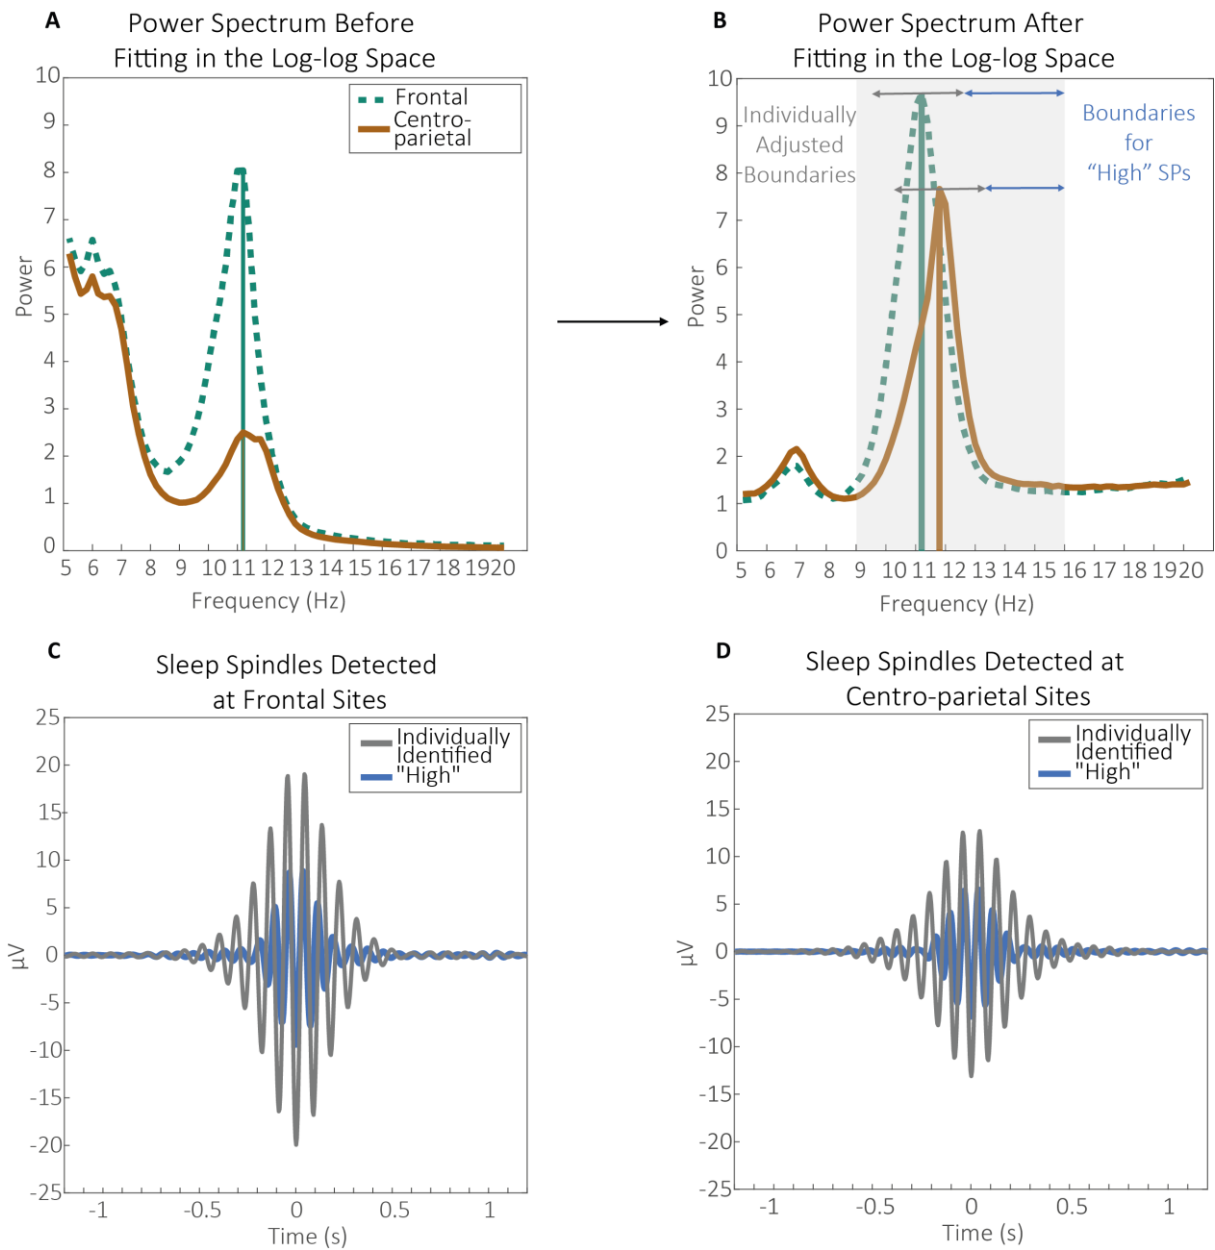 A
Power Spectrum Before
Fitting in the Log-log Space
10
9
8
7
6
5
4
3
2
1
0
Power
Frontal
Centro-
parietal
5 6 7 8 9 10 11 12 13 14 15 16 17 18 19 20
Frequency (Hz)
B
Power Spectrum After
Fitting in the Log-log Space
10
9
8
7
6
5
4
3
2
1
0
Power
Individually
Adjusted
Boundaries
Boundaries
for
“High” SPs
5 6 7 8 9 10 11 12 13 14 15 16 17 18 19 20
Frequency (Hz)
C
Sleep Spindles Detected
at Frontal Sites
25
20
15
10
5
0
-5
-10
-15
-20
-25
µV
Individually
Identified
"High"
-1 -0.5 0 0.5 1
Time (s)
D
Sleep Spindles Detected at
Centro-parietal Sites
25
20
15
10
5
0
-5
-10
-15
-20
-25
µV
Individually
Identified
"High"
-1 -0.5 0 0.5 1
Time (s)